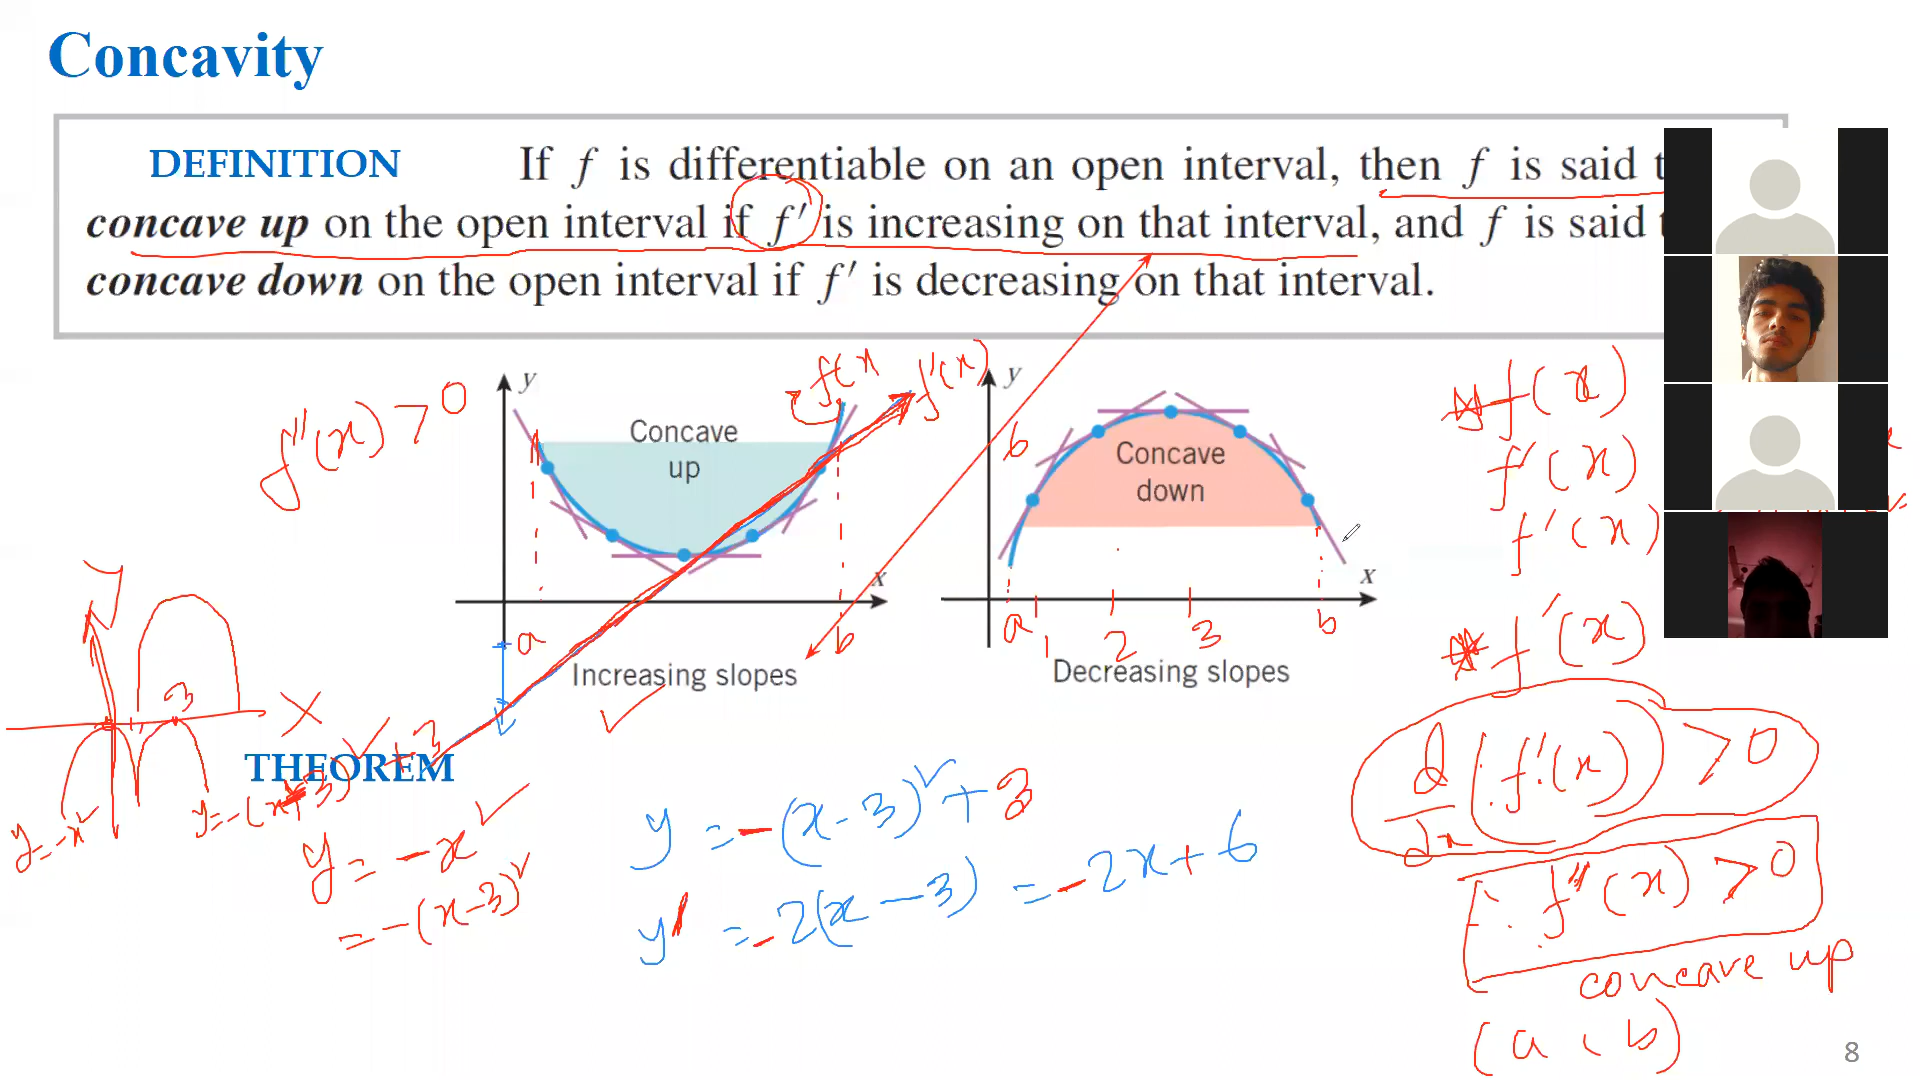 Concavity
DEFINITION If f is differentiable on an open interval, then f is said t
concave up on the open interval if f′ is increasing on that interval, and f is said t
concave down on the open interval if f′ is decreasing on that interval.
f''(x) > 0
y
Concave
up
f(x
f'(x)
x
a
b
Increasing slopes
y
b
Concave
down
x
a
1
2
3
b
Decreasing slopes
f(x)
f'(x)
f'(x)
f'(x)
d/dx (f'(x)) > 0
∴ f''(x) > 0
concave up
(a, b)
y
x
3
y=-x²
THEOREM
y = -x²
= -(x-3)²
y = -(x-3)² + 3
y' = -2(x-3) = -2x+6
8